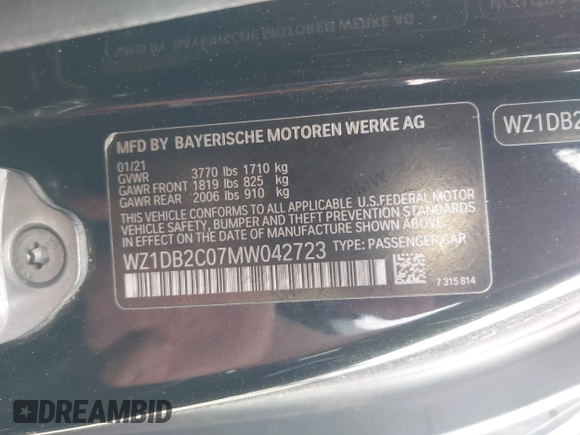 MFD BY BAYERISCHE MOTOREN WERKE AG
01/21
GVWR 3770 lbs 1710 kg
GAWR FRONT 1819 lbs 825 kg
GAWR REAR 2006 lbs 910 kg
THIS VEHICLE CONFORMS TO ALL APPLICABLE U.S.FEDERAL MOTOR
VEHICLE SAFETY, BUMPER, AND THEFT PREVENTION STANDARDS
IN EFFECT ON THE DATE OF MANUFACTURE SHOWN ABOVE.
WZ1DB2C07MW042723 TYPE: PASSENGER CAR
7 315 814
WZ1DB2
DREAMBID